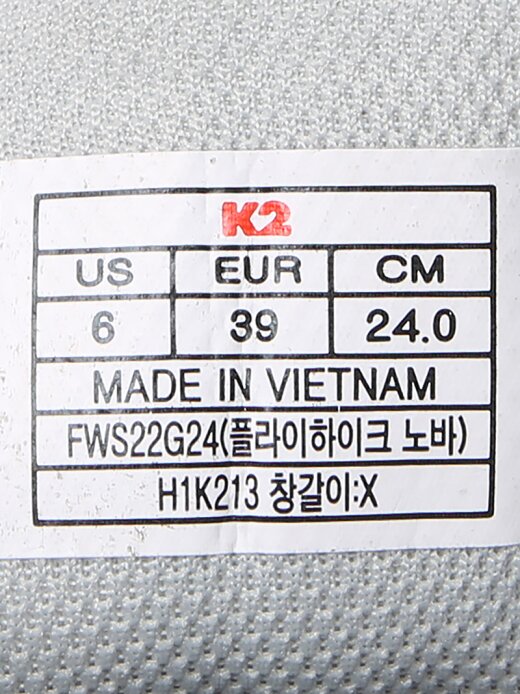 K2
US EUR CM
6 39 24.0
MADE IN VIETNAM
FWS22G24(플라이하이크 노바)
H1K213 창갈이:X